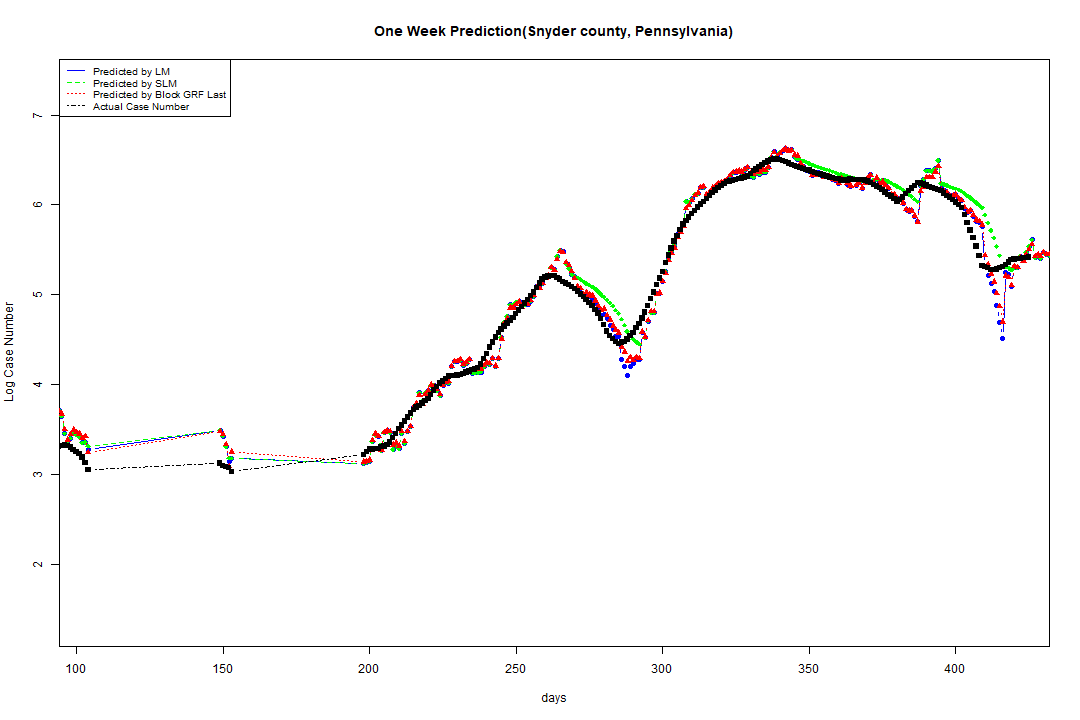 One Week Prediction(Snyder county, Pennsylvania)
Predicted by LM
Predicted by SLM
Predicted by Block GRF Last
Actual Case Number
7
6
5
4
3
2
Log Case Number
100 150 200 250 300 350 400
days